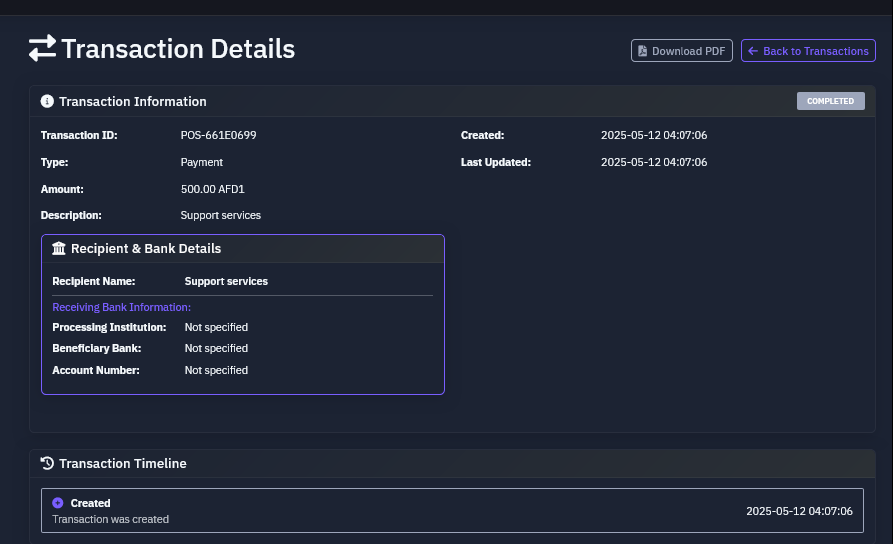 Transaction Details
Download PDF
Back to Transactions
Transaction Information
COMPLETED
Transaction ID: POS-661E0699
Created: 2025-05-12 04:07:06
Type: Payment
Last Updated: 2025-05-12 04:07:06
Amount: 500.00 AFD1
Description: Support services
Recipient & Bank Details
Recipient Name: Support services
Receiving Bank Information:
Processing Institution: Not specified
Beneficiary Bank: Not specified
Account Number: Not specified
Transaction Timeline
Created
Transaction was created
2025-05-12 04:07:06